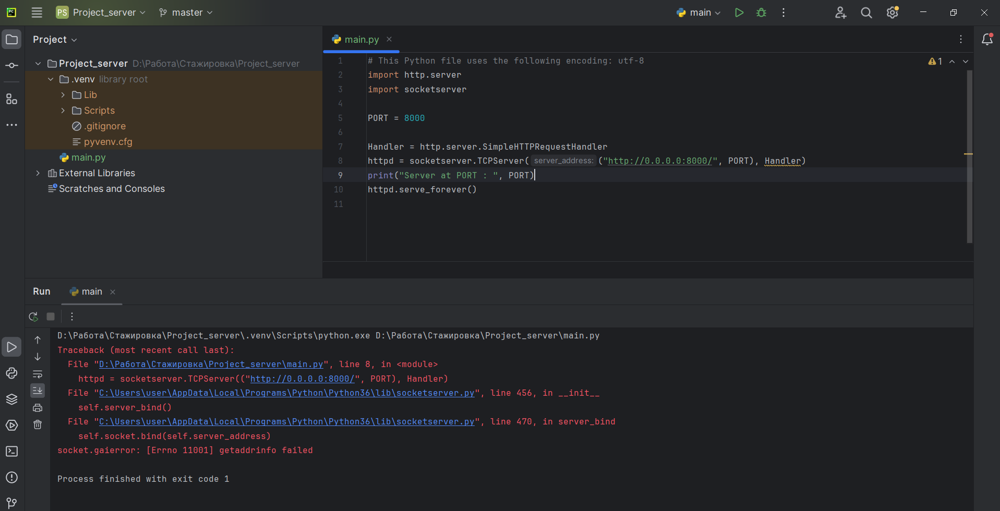 PC
PS Project_server master main
Project
Project_server D:\Работа\Стажировка\Project_server
.venv library root
Lib
Scripts
.gitignore
pyvenv.cfg
main.py
External Libraries
Scratches and Consoles
main.py
1 # This Python file uses the following encoding: utf-8
2 import http.server
3 import socketserver
4
5 PORT = 8000
6
7 Handler = http.server.SimpleHTTPRequestHandler
8 httpd = socketserver.TCPServer( server_address: ("http://0.0.0.0:8000/", PORT), Handler)
9 print("Server at PORT : ", PORT)
10 httpd.serve_forever()
11
1
Run main
D:\Работа\Стажировка\Project_server\.venv\Scripts\python.exe D:\Работа\Стажировка\Project_server\main.py
Traceback (most recent call last):
File "D:\Работа\Стажировка\Project_server\main.py", line 8, in <module>
httpd = socketserver.TCPServer(("http://0.0.0.0:8000/", PORT), Handler)
File "C:\Users\user\AppData\Local\Programs\Python\Python36\lib\socketserver.py", line 456, in __init__
self.server_bind()
File "C:\Users\user\AppData\Local\Programs\Python\Python36\lib\socketserver.py", line 470, in server_bind
self.socket.bind(self.server_address)
socket.gaierror: [Errno 11001] getaddrinfo failed
Process finished with exit code 1